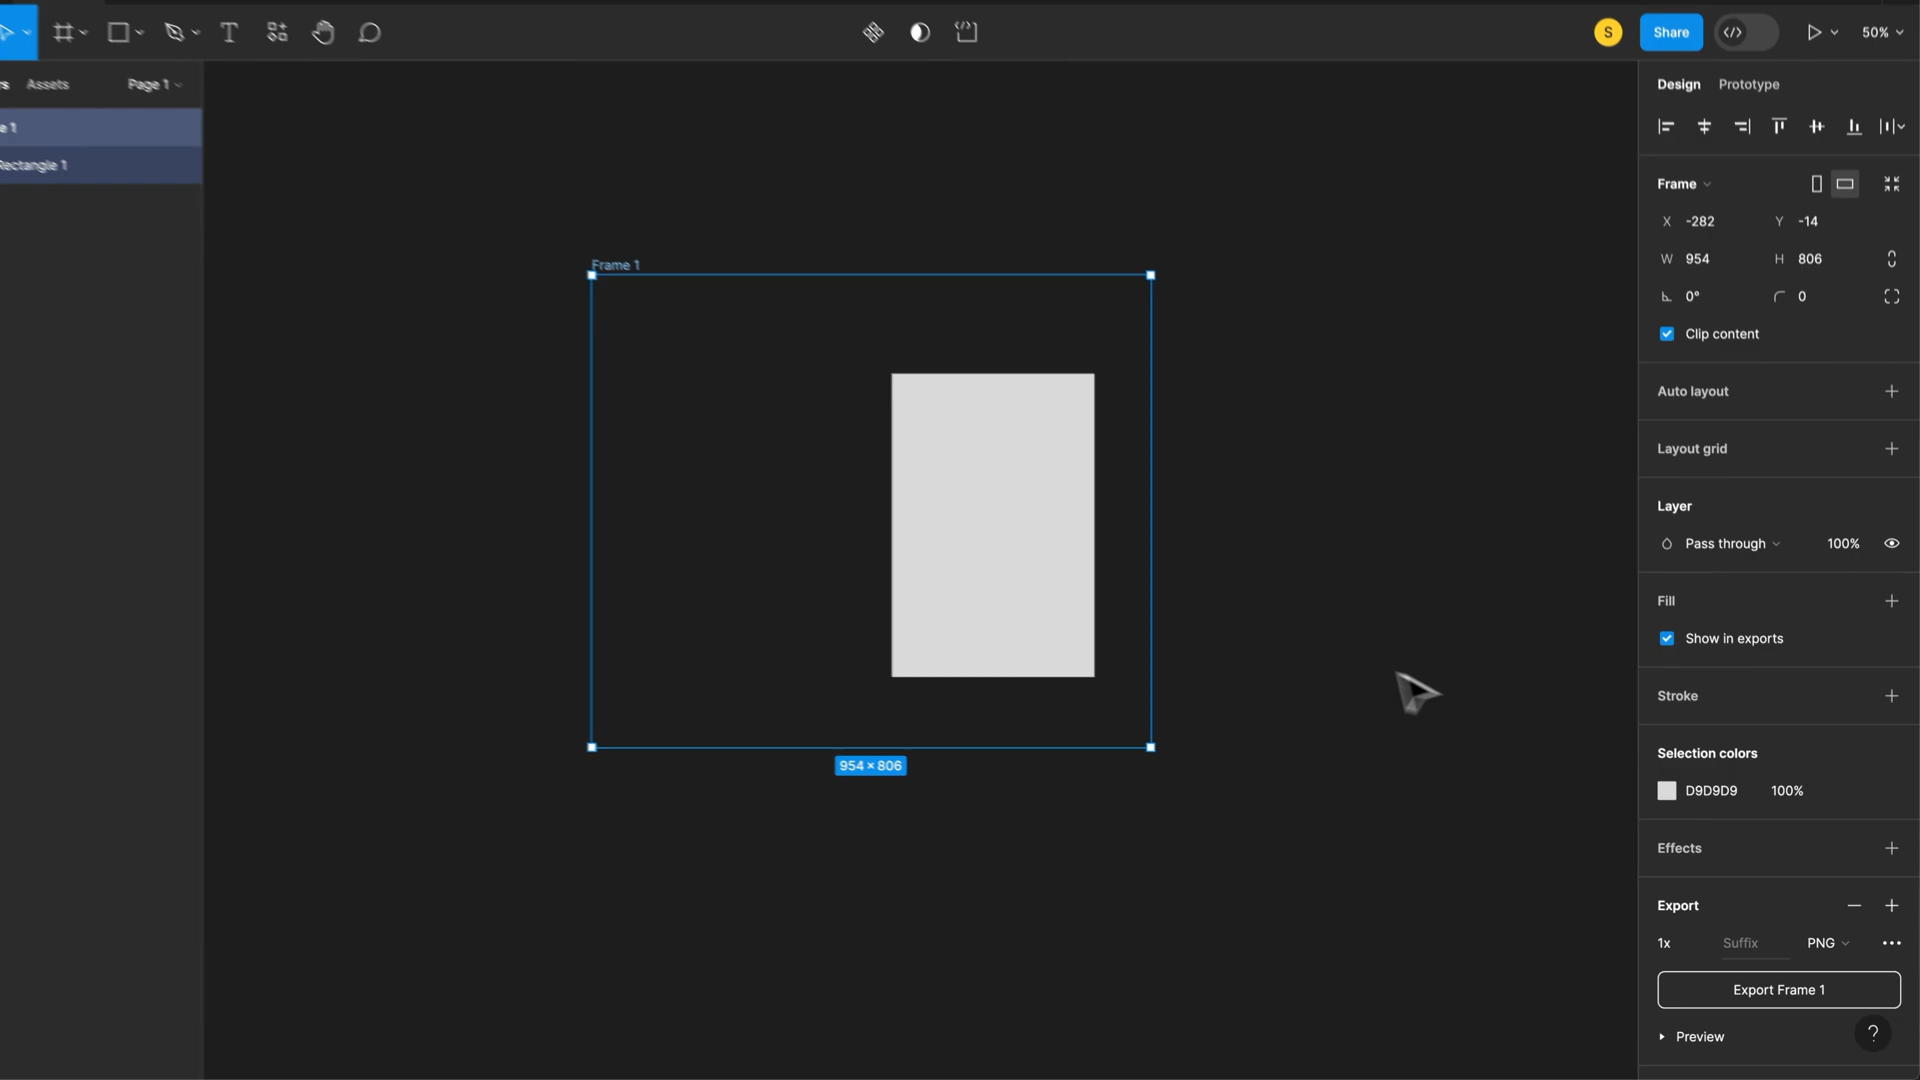 S
Share
50%
Assets
Page 1
Design
Prototype
Rectangle 1
Frame
X -282
Y -14
W 954
H 806
0°
0
Clip content
Auto layout
Layout grid
Layer
Pass through
100%
Fill
Show in exports
Stroke
Selection colors
D9D9D9
100%
Effects
Export
1x
Suffix
PNG
Export Frame 1
Preview
?
Frame 1
954 × 806